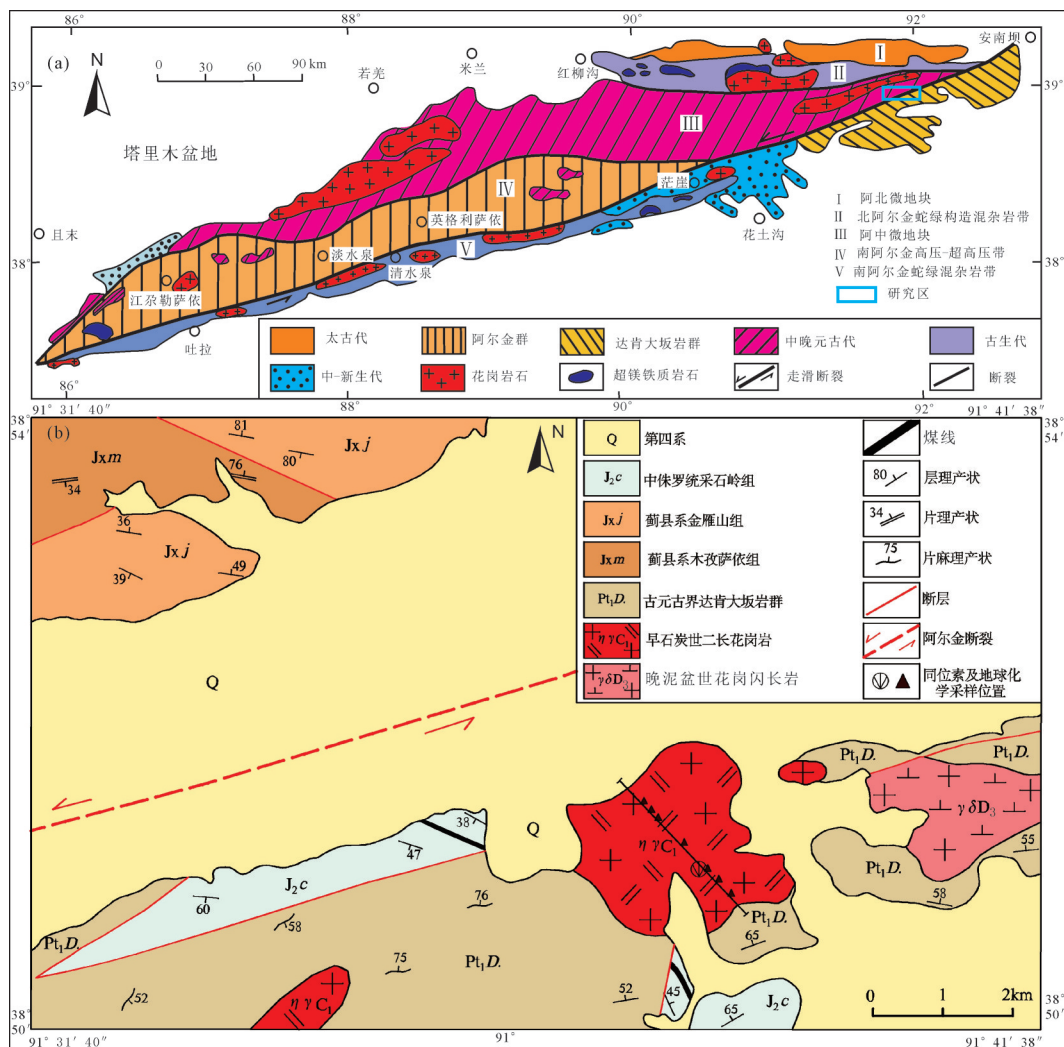 86° 88° 90° 92°
(a)
N
0 30 60 90 km
若羌
米兰
红柳沟
安南坝
39°
39°
塔里木盆地
I
II
III
IV
V
茫崖
花土沟
英格利萨依
淡水泉
清水泉
江尕勒萨依
且末
吐拉
38°
38°
I 阿北微地块
II 北阿尔金蛇绿构造混杂岩带
III 阿中微地块
IV 南阿尔金高压-超高压带
V 南阿尔金蛇绿混杂岩带
研究区
太古代 阿尔金群 达肯大坂岩群 中晚元古代 古生代
中-新生代 花岗岩石 超镁铁质岩石 走滑断裂 断裂
86° 88° 90° 92°
91° 31′ 40″ 91° 41′ 38″
38° 54′
38° 54′
(b)
N
81
Jxj
80
Jxm
76
34
36
Jxj
39
49
Q
Q 第四系
J₂c 中侏罗统采石岭组
Jxj 蓟县系金雁山组
Jxm 蓟县系木孜萨依组
Pt₁D. 古元古界达肯大坂岩群
ηγC₁ 早石炭世二长花岗岩
γδD₃ 晚泥盆世花岗闪长岩
煤线
80 层理产状
34 片理产状
75 片麻理产状
断层
阿尔金断裂
同位素及地球化
学采样位置
Pt₁D.
Pt₁D.
γδD₃
55
38
Q
47
ηγC₁
Pt₁D.
58
J₂c
60
76
58
Pt₁D.
Pt₁D.
65
Pt₁D.
75
52
ηγC₁
52
45
J₂c
65
0 1 2km
38° 50′
38° 50′
91° 31′ 40″ 91° 91° 41′ 38″